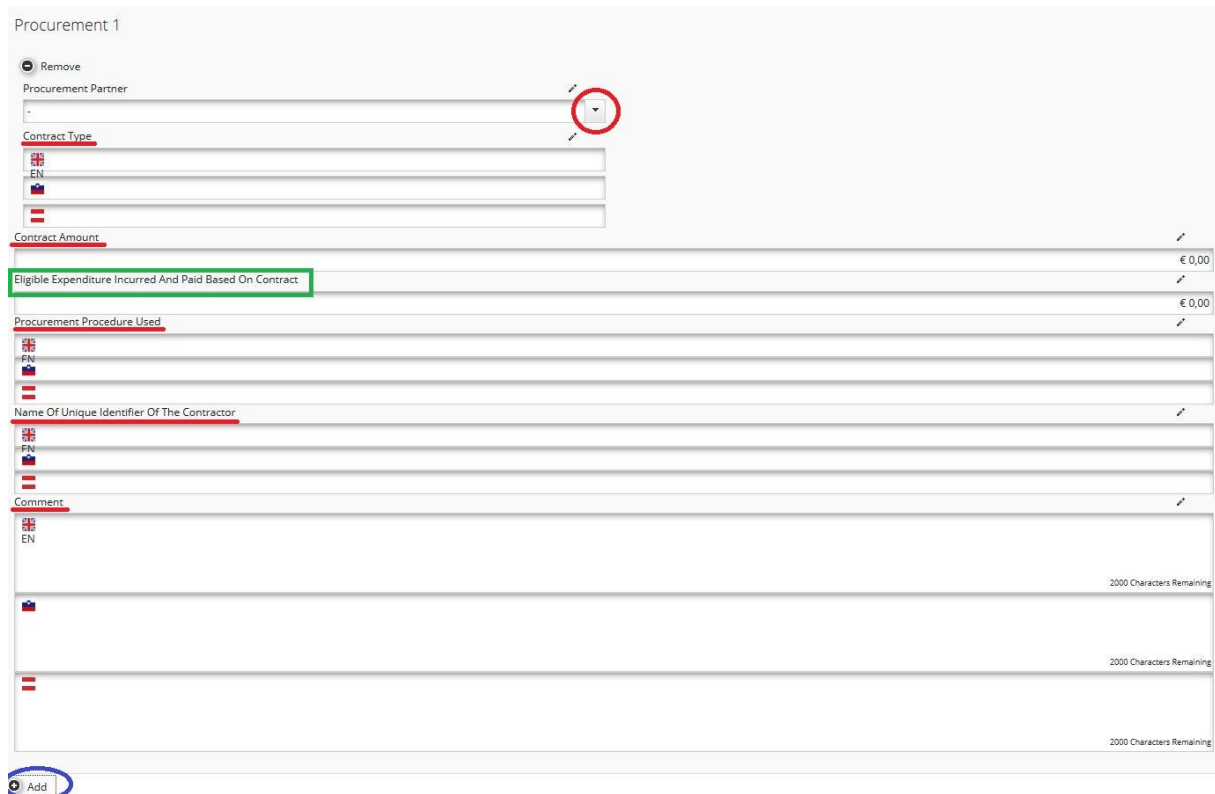 Procurement 1
Remove
Procurement Partner
-
Contract Type
EN
Contract Amount
€ 0,00
Eligible Expenditure Incurred And Paid Based On Contract
€ 0,00
Procurement Procedure Used
EN
Name Of Unique Identifier Of The Contractor
EN
Comment
EN
2000 Characters Remaining
2000 Characters Remaining
2000 Characters Remaining
Add